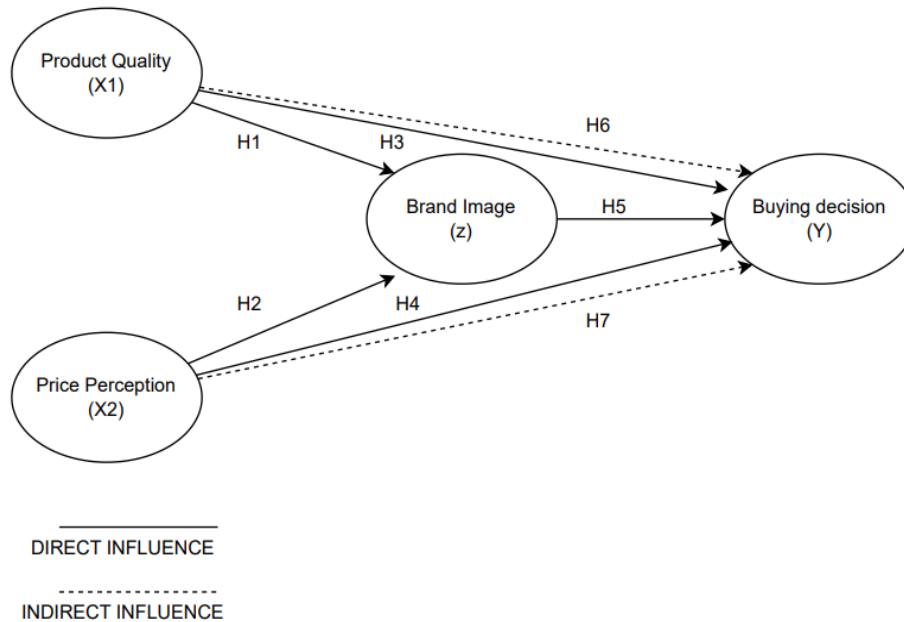 Product Quality
(X1)
H6
H1
H3
Brand Image
(z)
H5
Buying decision
(Y)
H2
H4
H7
Price Perception
(X2)
DIRECT INFLUENCE
INDIRECT INFLUENCE